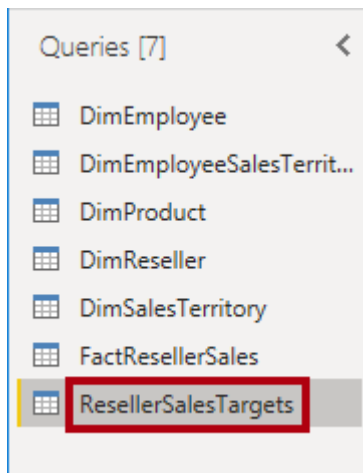 Queries [7]
DimEmployee
DimEmployeeSalesTerrit...
DimProduct
DimReseller
DimSalesTerritory
FactResellerSales
ResellerSalesTargets